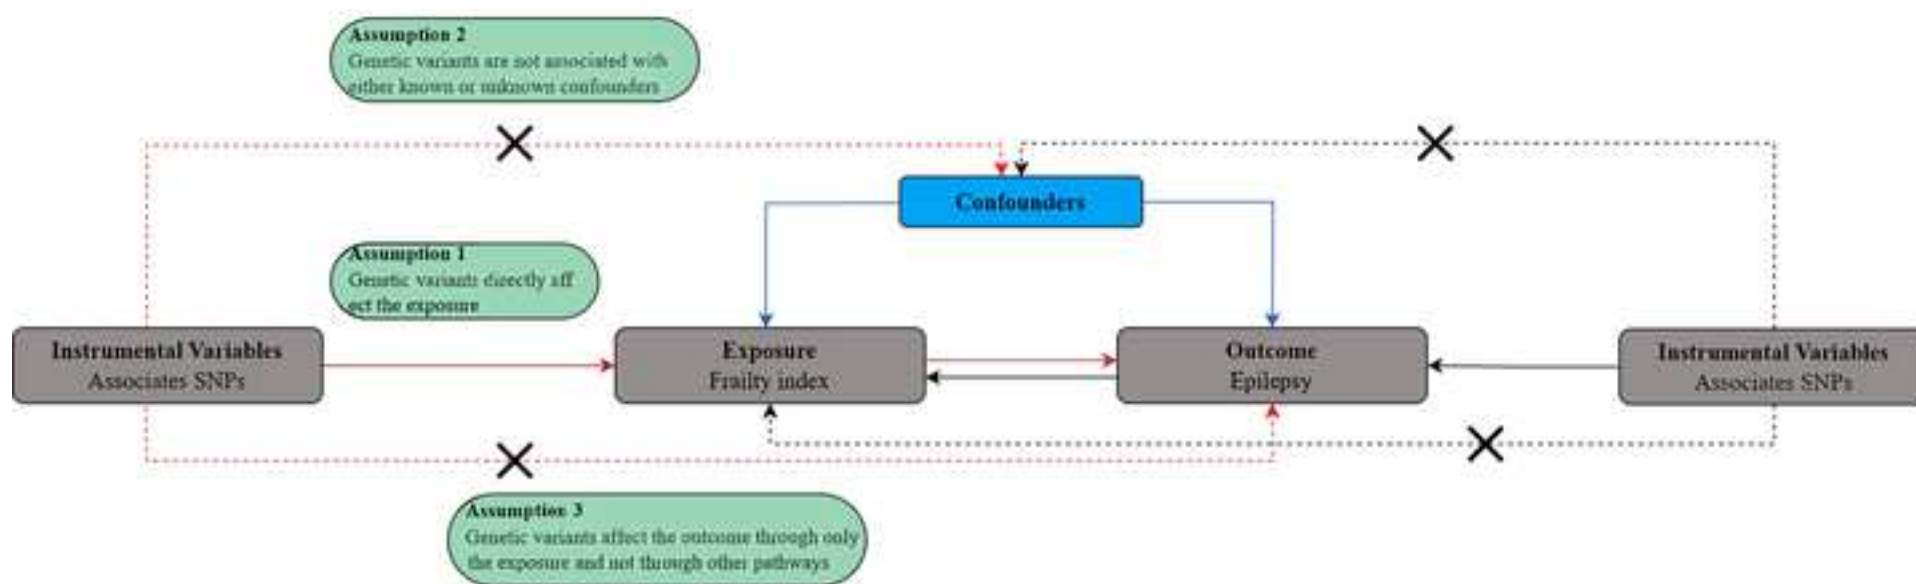 Assumption 2
Genetic variants are not associated with
either known or unknown confounders
Confounders
Assumption 1
Genetic variants directly aff
ect the exposure
Instrumental Variables
Associates SNPs
Exposure
Frailty index
Outcome
Epilepsy
Instrumental Variables
Associates SNPs
Assumption 3
Genetic variants affect the outcome through only
the exposure and not through other pathways